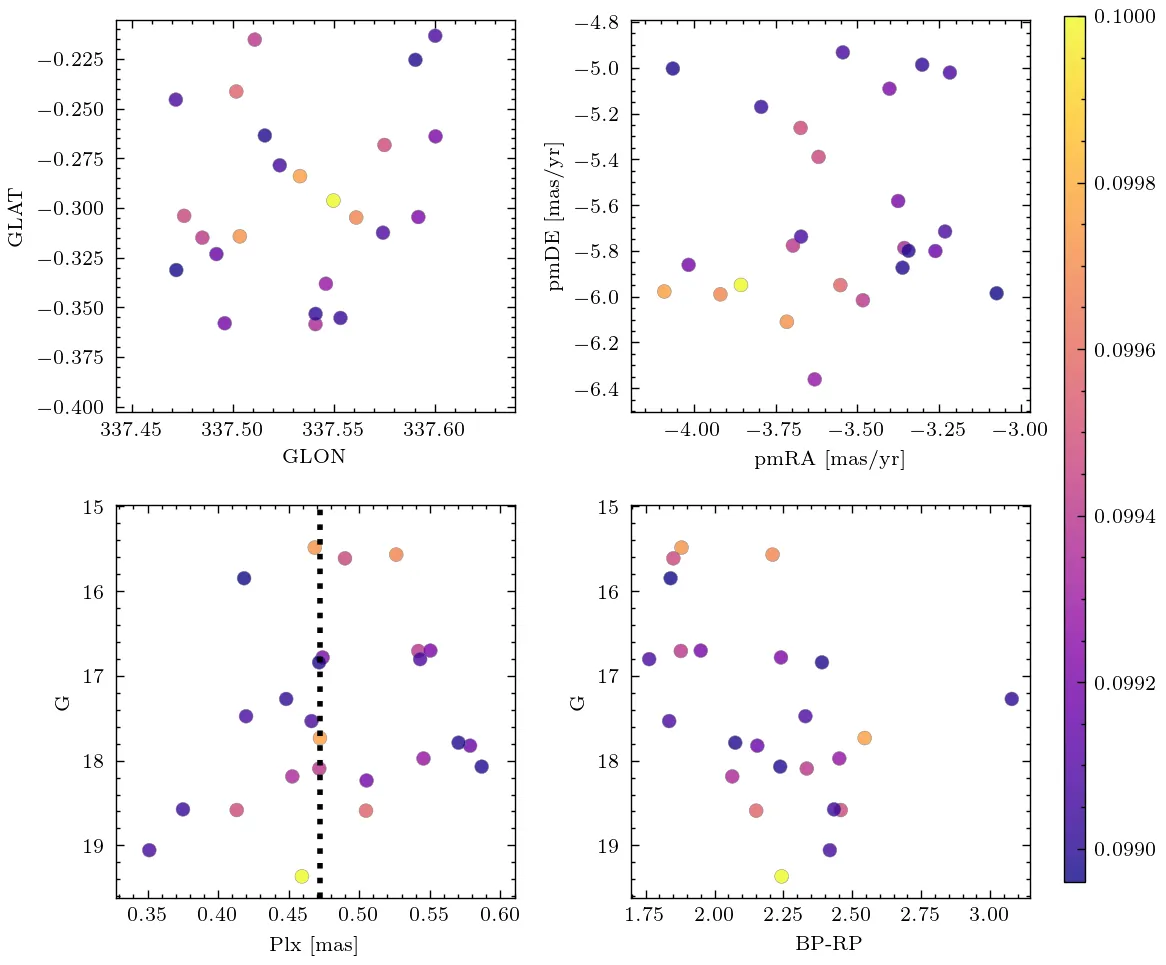 −0.225
−0.250
−0.275
−0.300
−0.325
−0.350
−0.375
−0.400
GLAT
337.45 337.50 337.55 337.60
GLON
−4.8
−5.0
−5.2
−5.4
−5.6
−5.8
−6.0
−6.2
−6.4
pmDE [mas/yr]
−4.00 −3.75 −3.50 −3.25 −3.00
pmRA [mas/yr]
15
16
17
18
19
G
0.35 0.40 0.45 0.50 0.55 0.60
Plx [mas]
15
16
17
18
19
G
1.75 2.00 2.25 2.50 2.75 3.00
BP-RP
0.1000
0.0998
0.0996
0.0994
0.0992
0.0990